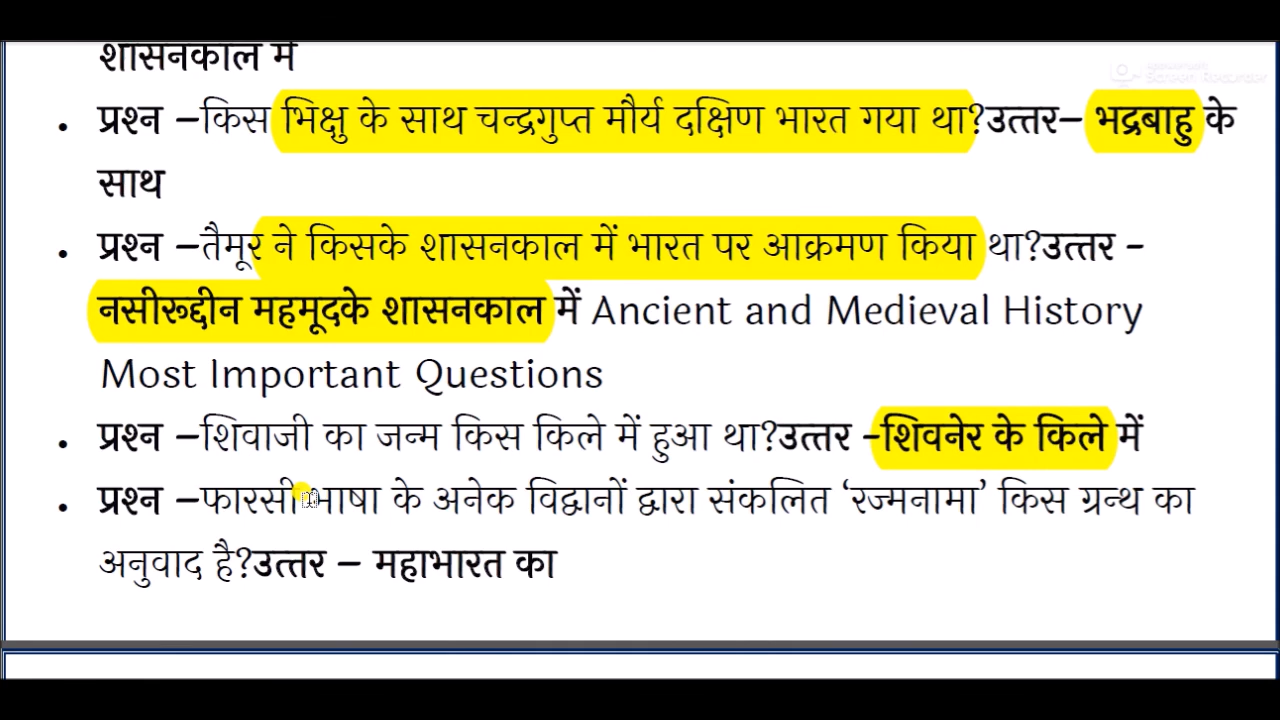 शासनकाल में
• प्रश्न –किस भिक्षु के साथ चन्द्रगुप्त मौर्य दक्षिण भारत गया था?उत्तर– भद्रबाहु के
साथ
• प्रश्न –तैमूर ने किसके शासनकाल में भारत पर आक्रमण किया था?उत्तर -
नसीरूद्दीन महमूदके शासनकाल में Ancient and Medieval History
Most Important Questions
• प्रश्न –शिवाजी का जन्म किस किले में हुआ था?उत्तर -शिवनेर के किले में
• प्रश्न –फारसी भाषा के अनेक विद्वानों द्वारा संकलित ‘रज्मनामा’ किस ग्रन्थ का
अनुवाद है?उत्तर – महाभारत का
Screen Recorder